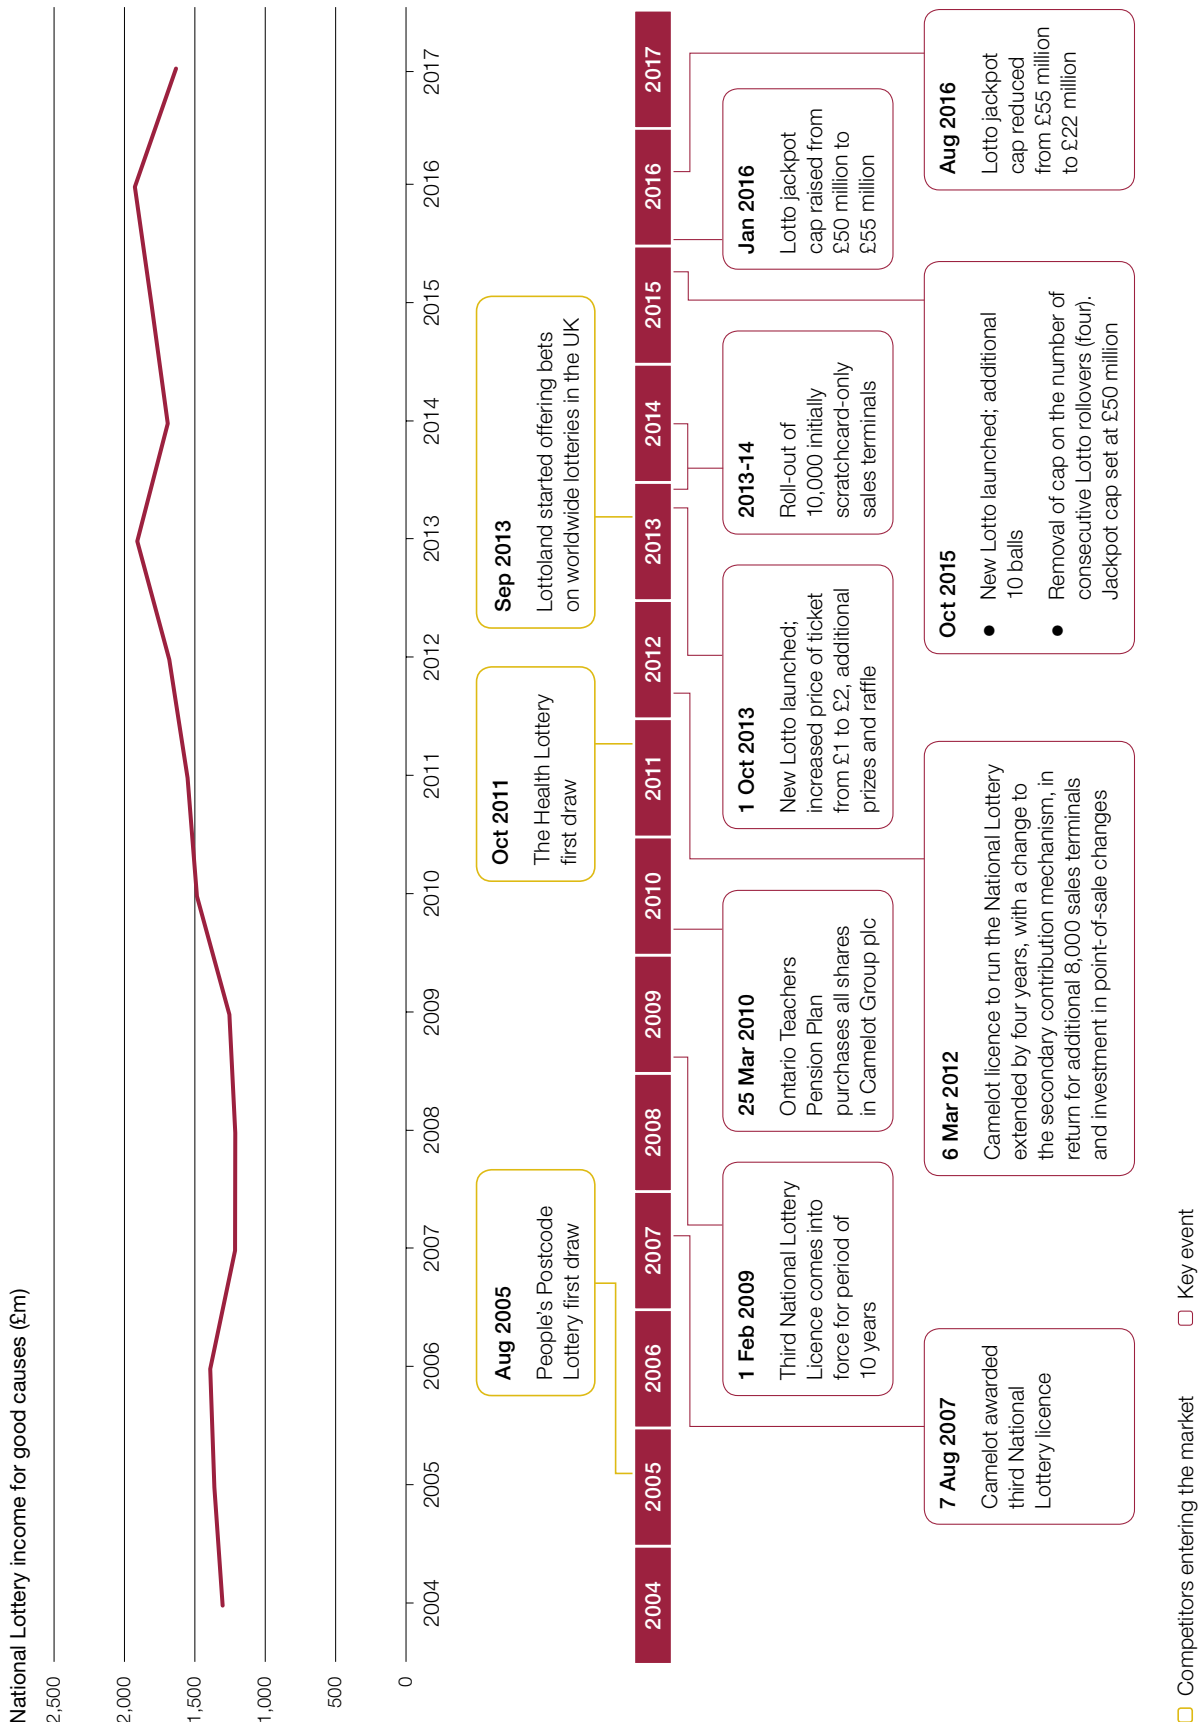 National Lottery income for good causes (£m)
2,500
2,000
1,500
1,000
500
0
2004 2005 2006 2007 2008 2009 2010 2011 2012 2013 2014 2015 2016 2017
Aug 2005
People's Postcode
Lottery first draw
Oct 2011
The Health Lottery
first draw
Sep 2013
Lottoland started offering bets
on worldwide lotteries in the UK
2004 2005 2006 2007 2008 2009 2010 2011 2012 2013 2014 2015 2016 2017
1 Feb 2009
Third National Lottery
Licence comes into
force for period of
10 years
25 Mar 2010
Ontario Teachers
Pension Plan
purchases all shares
in Camelot Group plc
1 Oct 2013
New Lotto launched;
increased price of ticket
from £1 to £2, additional
prizes and raffle
2013-14
Roll-out of
10,000 initially
scratchcard-only
sales terminals
Jan 2016
Lotto jackpot
cap raised from
£50 million to
£55 million
7 Aug 2007
Camelot awarded
third National
Lottery licence
6 Mar 2012
Camelot licence to run the National Lottery
extended by four years, with a change to
the secondary contribution mechanism, in
return for additional 8,000 sales terminals
and investment in point-of-sale changes
Oct 2015
● New Lotto launched; additional
10 balls
● Removal of cap on the number of
consecutive Lotto rollovers (four).
Jackpot cap set at £50 million
Aug 2016
Lotto jackpot
cap reduced
from £55 million
to £22 million
Competitors entering the market
Key event